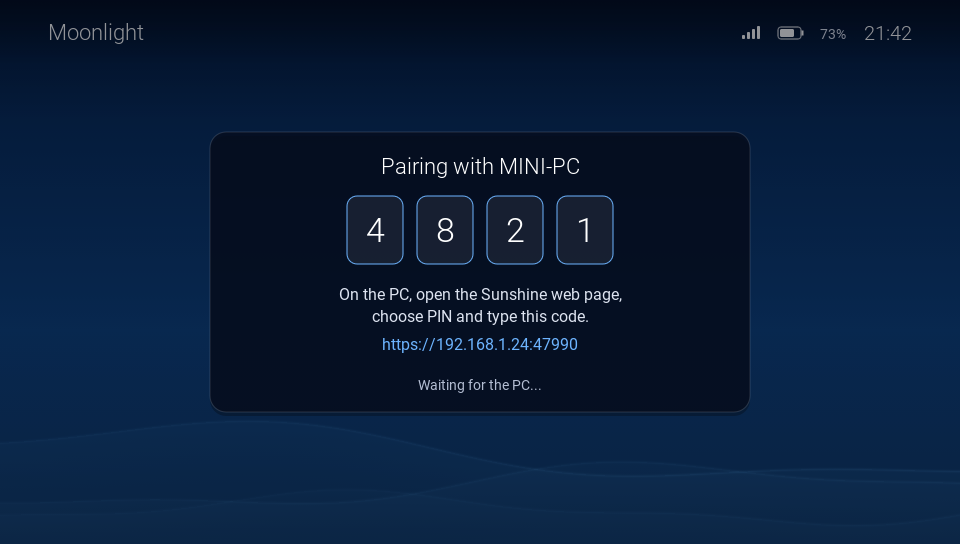 Moonlight
73% 21:42
Pairing with MINI-PC
4 8 2 1
On the PC, open the Sunshine web page,
choose PIN and type this code.
https://192.168.1.24:47990
Waiting for the PC...